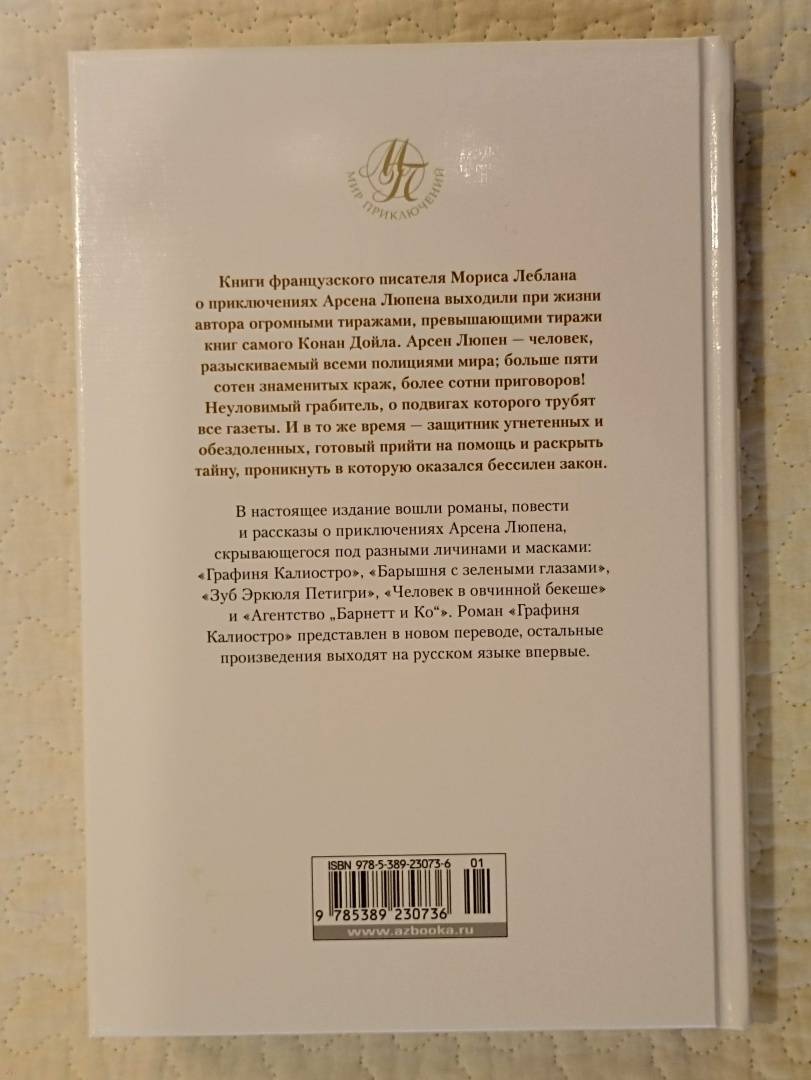 МП
МИР ПРИКЛЮЧЕНИЙ
Книги французского писателя Мориса Леблана
о приключениях Арсена Люпена выходили при жизни
автора огромными тиражами, превышающими тиражи
книг самого Конан Дойла. Арсен Люпен — человек,
разыскиваемый всеми полициями мира; больше пяти
сотен знаменитых краж, более сотни приговоров!
Неуловимый грабитель, о подвигах которого трубят
все газеты. И в то же время — защитник угнетенных и
обездоленных, готовый прийти на помощь и раскрыть
тайну, проникнуть в которую оказался бессилен закон.
В настоящее издание вошли романы, повести
и рассказы о приключениях Арсена Люпена,
скрывающегося под разными личинами и масками:
«Графиня Калиостро», «Барышня с зелеными глазами»,
«Зуб Эркюля Петигри», «Человек в овчинной бекеше»
и «Агентство „Барнетт и Ко“». Роман «Графиня
Калиостро» представлен в новом переводе, остальные
произведения выходят на русском языке впервые.
ISBN 978-5-389-23073-6 01
9 785389 230736
www.azbooka.ru